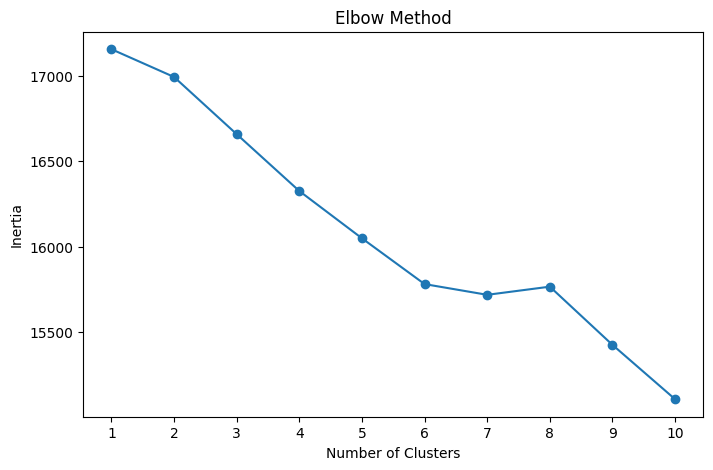 Elbow Method
17000
16500
16000
15500
Inertia
1 2 3 4 5 6 7 8 9 10
Number of Clusters